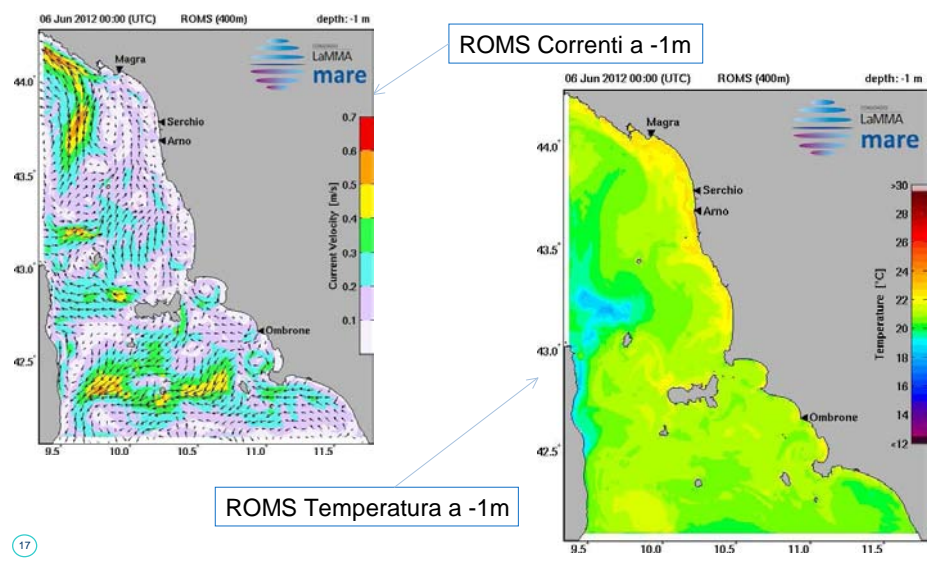 06 Jun 2012 00:00 (UTC) ROMS (400m) depth: -1 m
CONSORZIO
LaMMA
mare
Magra
Serchio
Arno
Ombrone
44.0°
43.5°
43.0°
42.5°
9.5 10.0 10.5 11.0 11.5
Current Velocity [m/s]
0.7
0.6
0.5
0.4
0.3
0.2
0.1
ROMS Correnti a -1m
06 Jun 2012 00:00 (UTC) ROMS (400m) depth: -1 m
CONSORZIO
LaMMA
mare
Magra
Serchio
Arno
Ombrone
44.0°
43.5°
43.0°
42.5°
9.5 10.0 10.5 11.0 11.5
Temperature [°C]
>30
28
26
24
22
20
18
16
14
<12
ROMS Temperatura a -1m
17